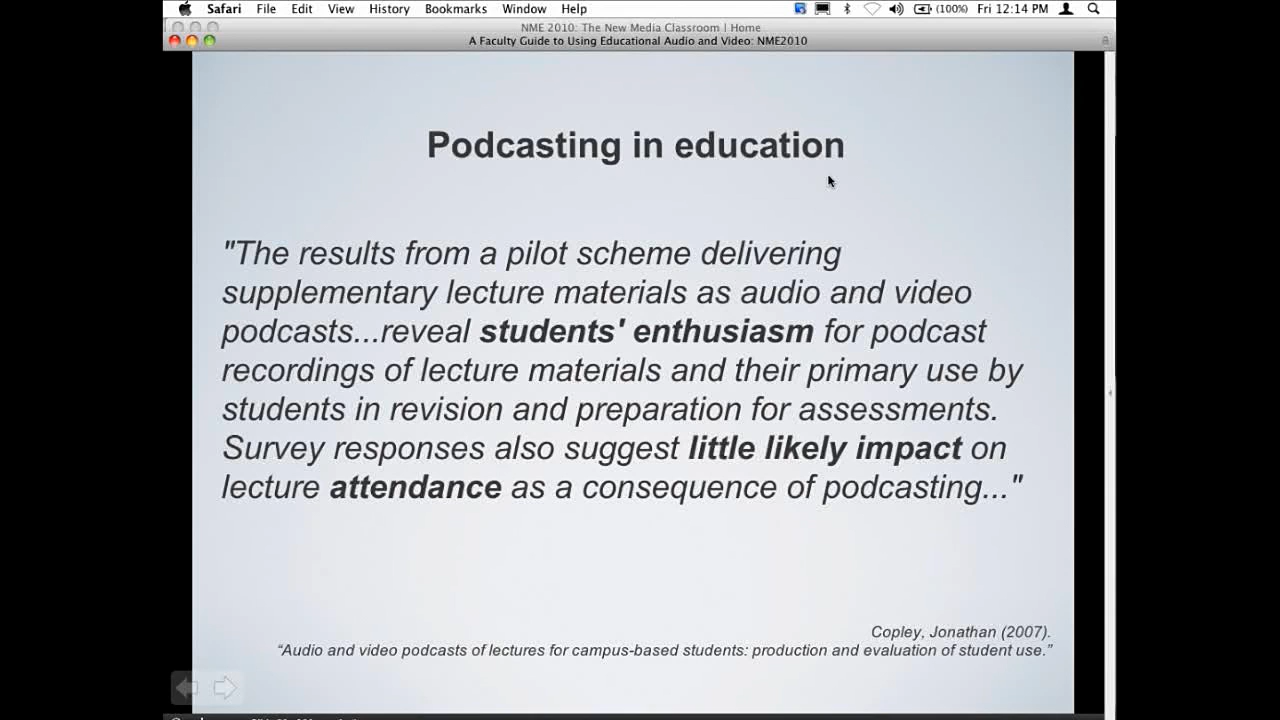 Safari File Edit View History Bookmarks Window Help (100%) Fri 12:14 PM
NME 2010: The New Media Classroom | Home
A Faculty Guide to Using Educational Audio and Video: NME2010
Podcasting in education
"The results from a pilot scheme delivering
supplementary lecture materials as audio and video
podcasts...reveal students' enthusiasm for podcast
recordings of lecture materials and their primary use by
students in revision and preparation for assessments.
Survey responses also suggest little likely impact on
lecture attendance as a consequence of podcasting..."
Copley, Jonathan (2007).
“Audio and video podcasts of lectures for campus-based students: production and evaluation of student use.”